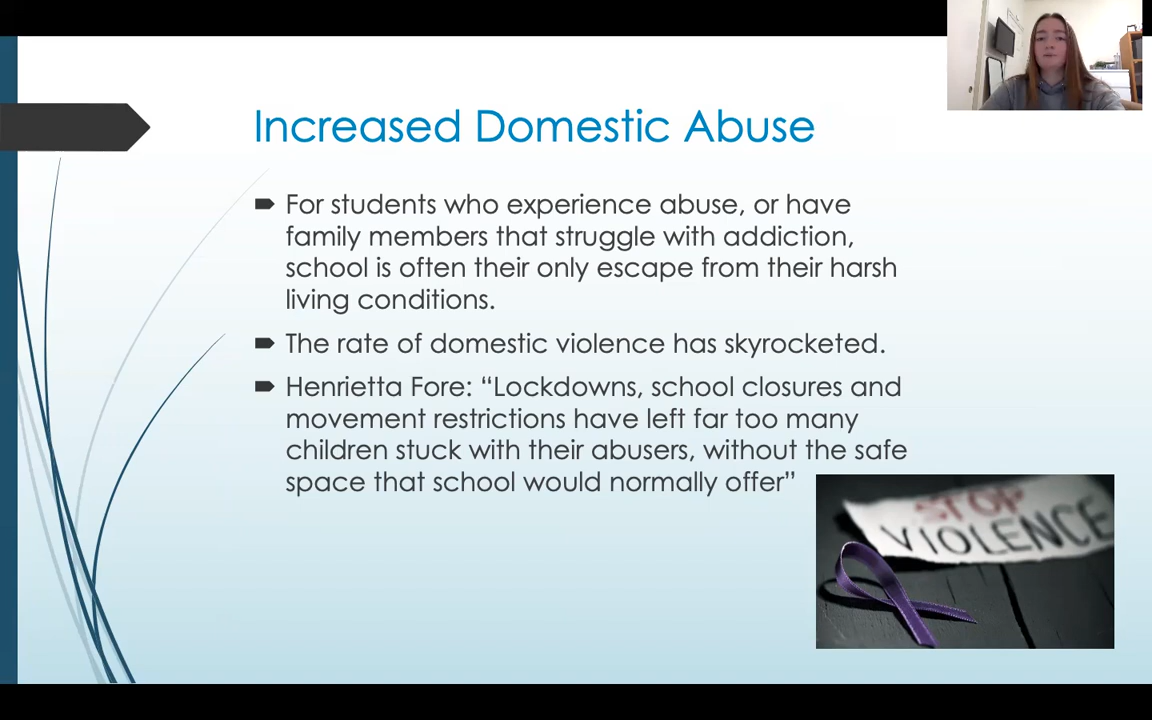 Increased Domestic Abuse
For students who experience abuse, or have
family members that struggle with addiction,
school is often their only escape from their harsh
living conditions.
The rate of domestic violence has skyrocketed.
Henrietta Fore: “Lockdowns, school closures and
movement restrictions have left far too many
children stuck with their abusers, without the safe
space that school would normally offer”
STOP
VIOLENCE